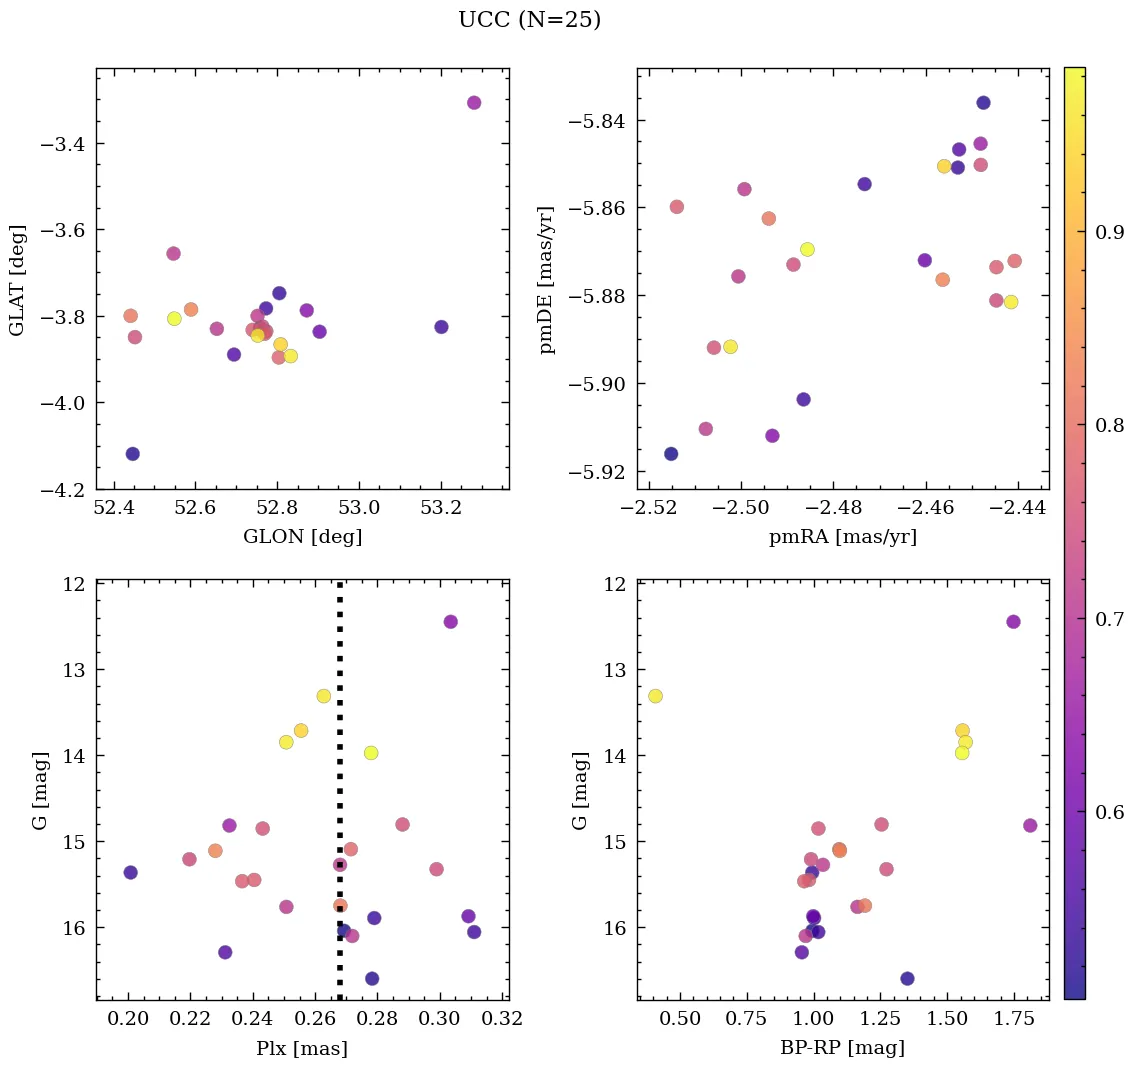 UCC (N=25)
−3.4
−3.6
−3.8
−4.0
−4.2
GLAT [deg]
52.4 52.6 52.8 53.0 53.2
GLON [deg]
−5.84
−5.86
−5.88
−5.90
−5.92
pmDE [mas/yr]
−2.52 −2.50 −2.48 −2.46 −2.44
pmRA [mas/yr]
0.9
0.8
0.7
0.6
12
13
14
15
16
G [mag]
0.20 0.22 0.24 0.26 0.28 0.30 0.32
Plx [mas]
12
13
14
15
16
G [mag]
0.50 0.75 1.00 1.25 1.50 1.75
BP-RP [mag]